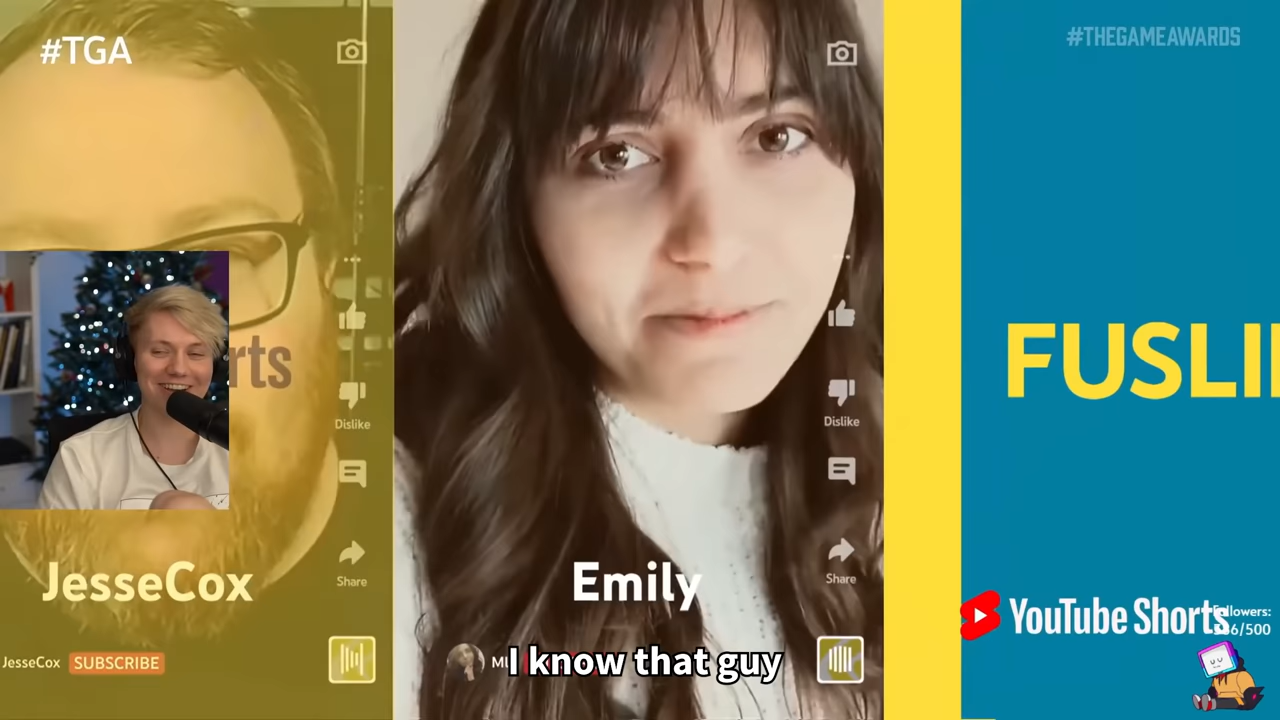 #TGA
#THEGAMEAWARDS
rts
FUSLI
Dislike
Dislike
Share
Share
JesseCox
Emily
YouTube Shorts
JesseCox
SUBSCRIBE
I know that guy